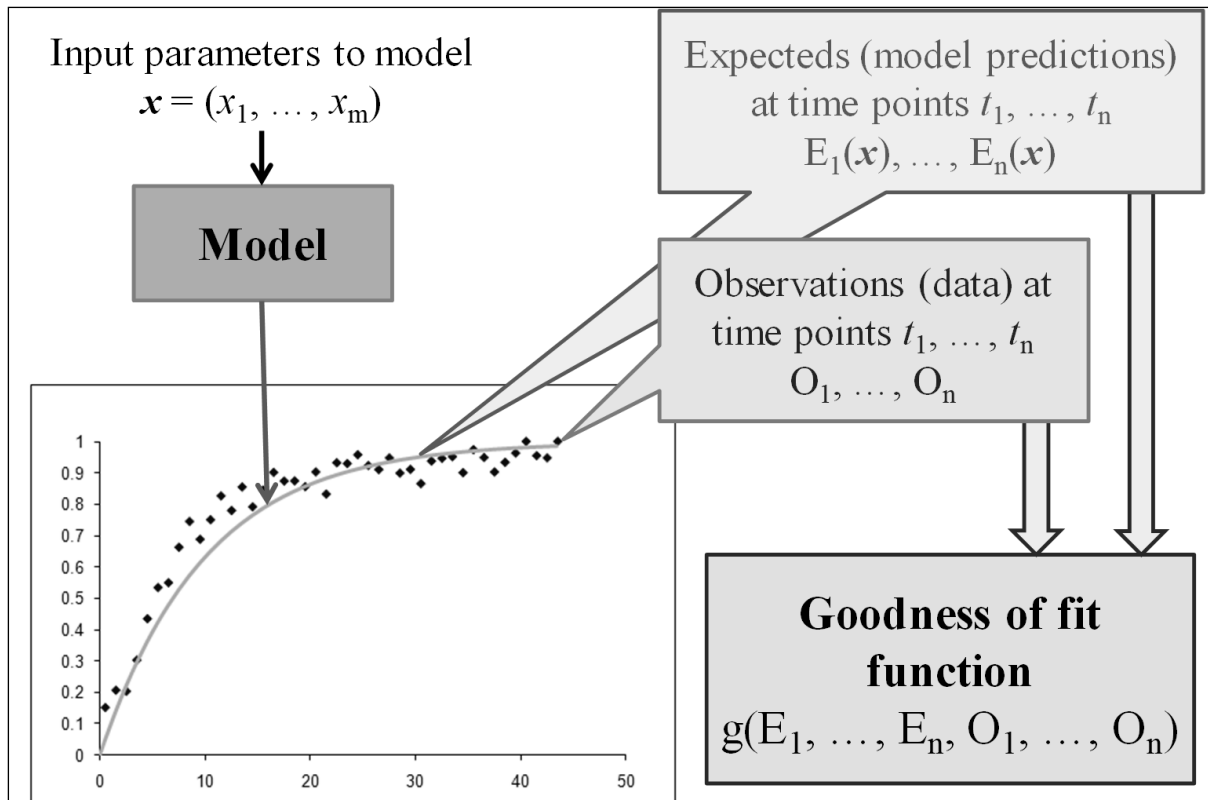 Input parameters to model
x = (x₁, …, xₘ)
Model
Expecteds (model predictions)
at time points t₁, …, tₙ
E₁(x), …, Eₙ(x)
Observations (data) at
time points t₁, …, tₙ
O₁, …, Oₙ
1
0.9
0.8
0.7
0.6
0.5
0.4
0.3
0.2
0.1
0
0 10 20 30 40 50
Goodness of fit
function
g(E₁, …, Eₙ, O₁, …, Oₙ)